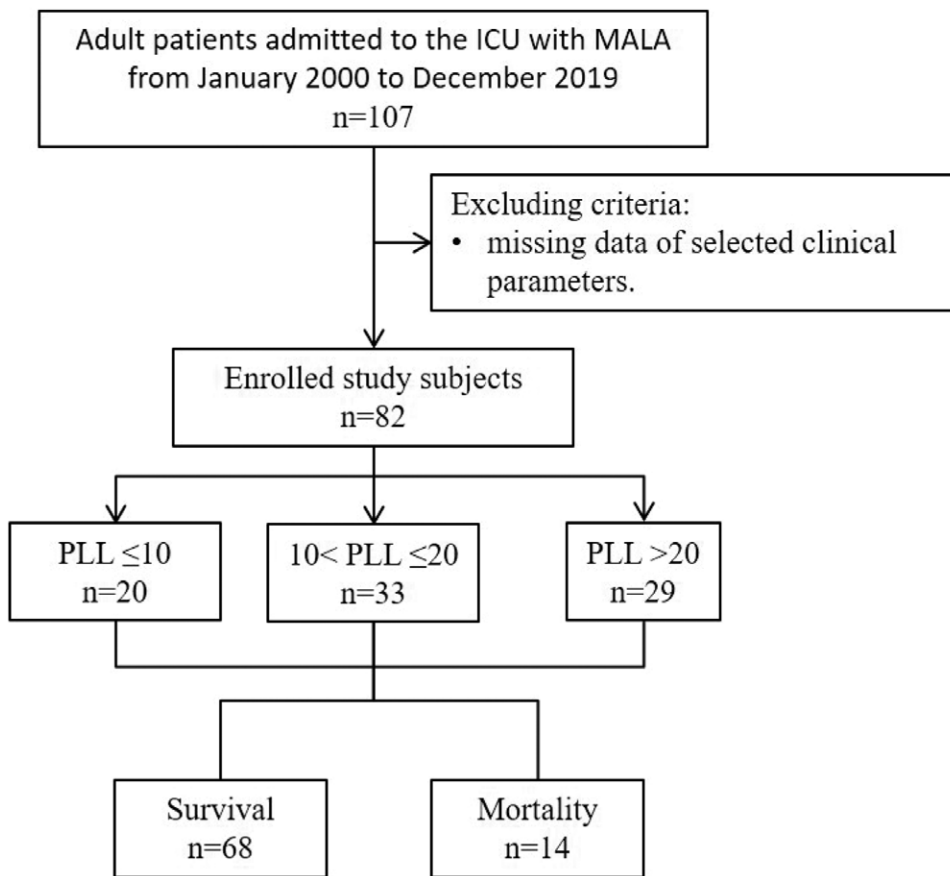 Adult patients admitted to the ICU with MALA
from January 2000 to December 2019
n=107
Excluding criteria:
• missing data of selected clinical
parameters.
Enrolled study subjects
n=82
PLL ≤10
n=20
10< PLL ≤20
n=33
PLL >20
n=29
Survival
n=68
Mortality
n=14